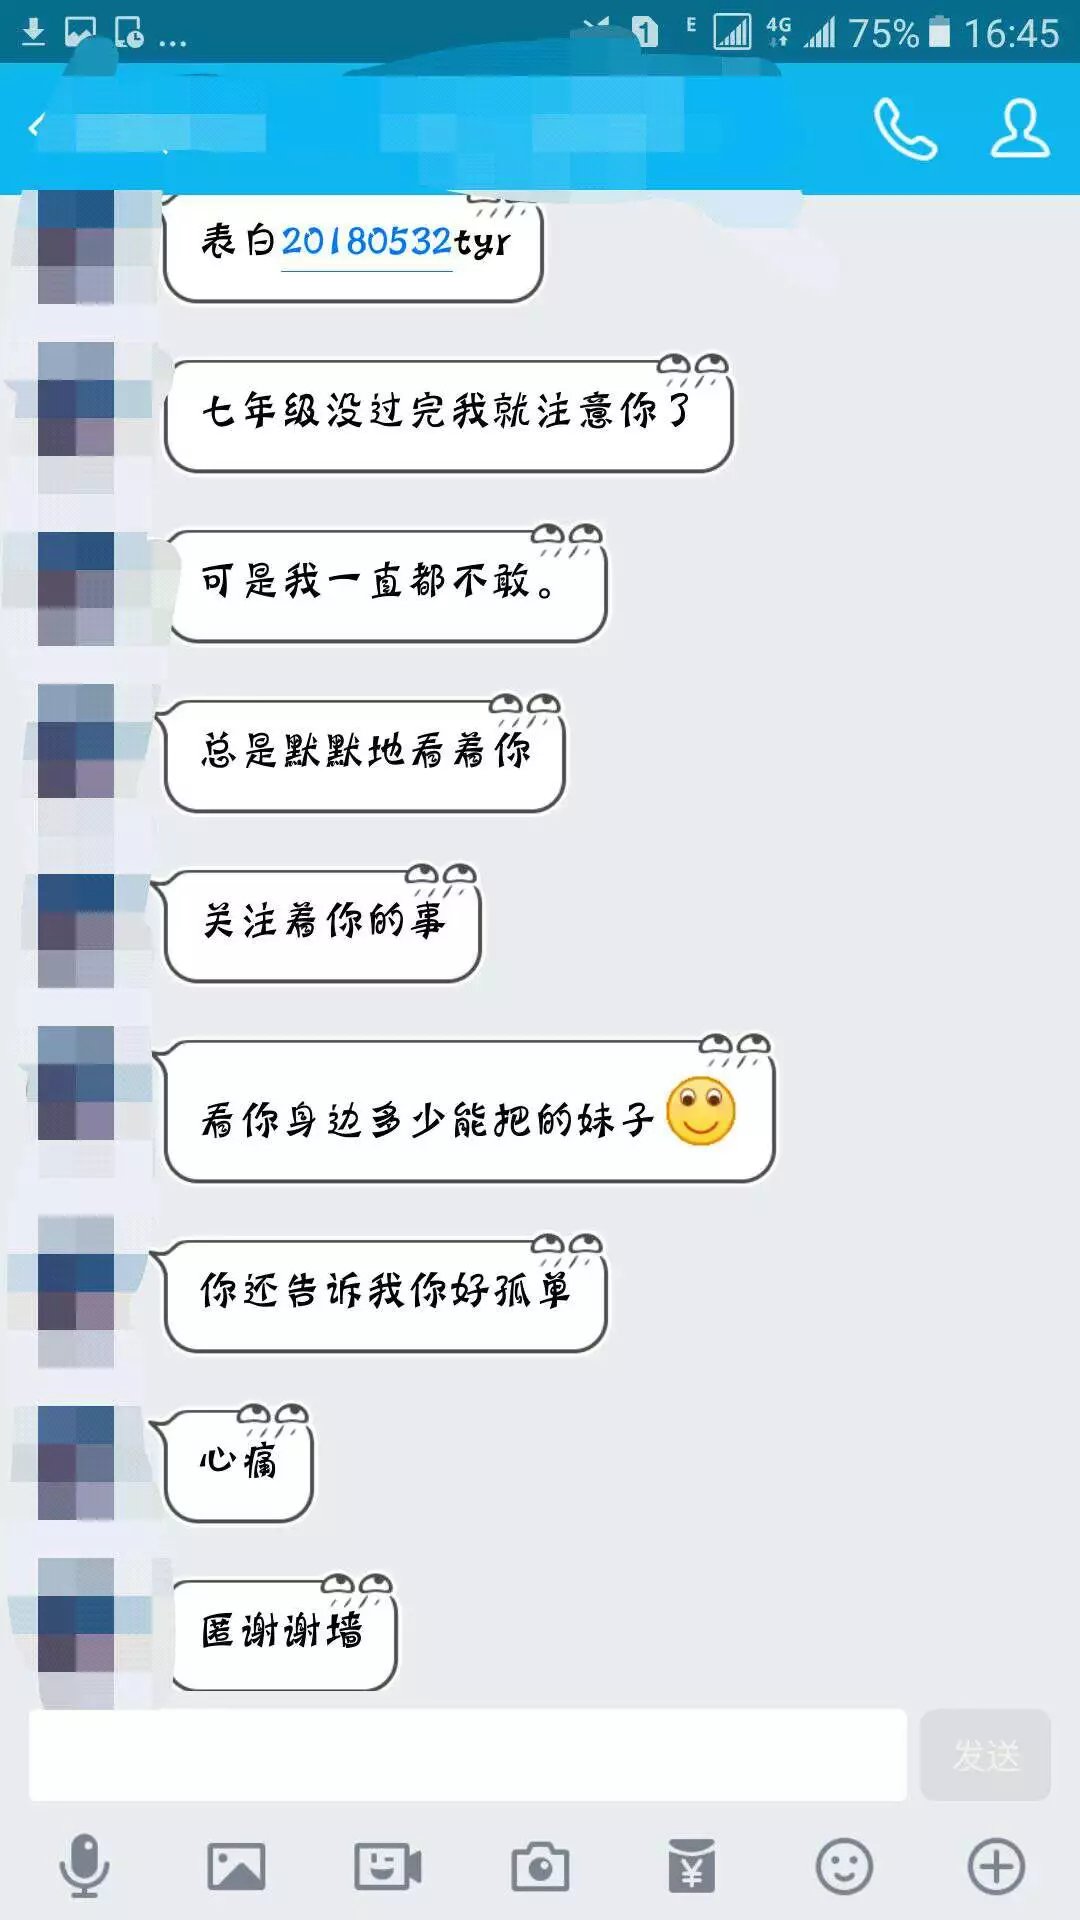 ... 1 E 4G 75% 16:45
表白20180532tyr
七年级没过完我就注意你了
可是我一直都不敢。
总是默默地看着你
关注着你的事
看你身边多少能把的妹子
你还告诉我你好孤单
心痛
匿谢谢墙
发送
¥